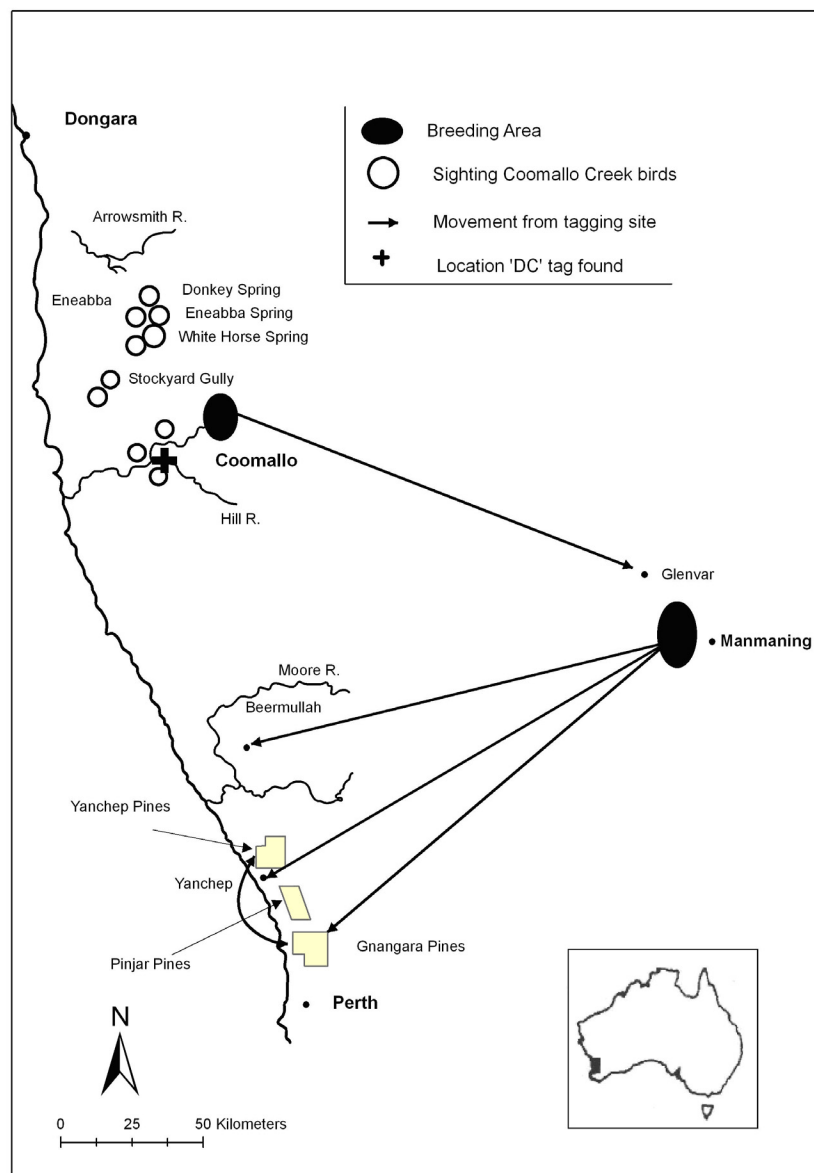 Dongara
Breeding Area
Sighting Coomallo Creek birds
Movement from tagging site
Location 'DC' tag found
Arrowsmith R.
Eneabba
Donkey Spring
Eneabba Spring
White Horse Spring
Stockyard Gully
Coomallo
Hill R.
Glenvar
Manmaning
Moore R.
Beermullah
Yanchep Pines
Yanchep
Pinjar Pines
Gnangara Pines
Perth
N
0 25 50 Kilometers